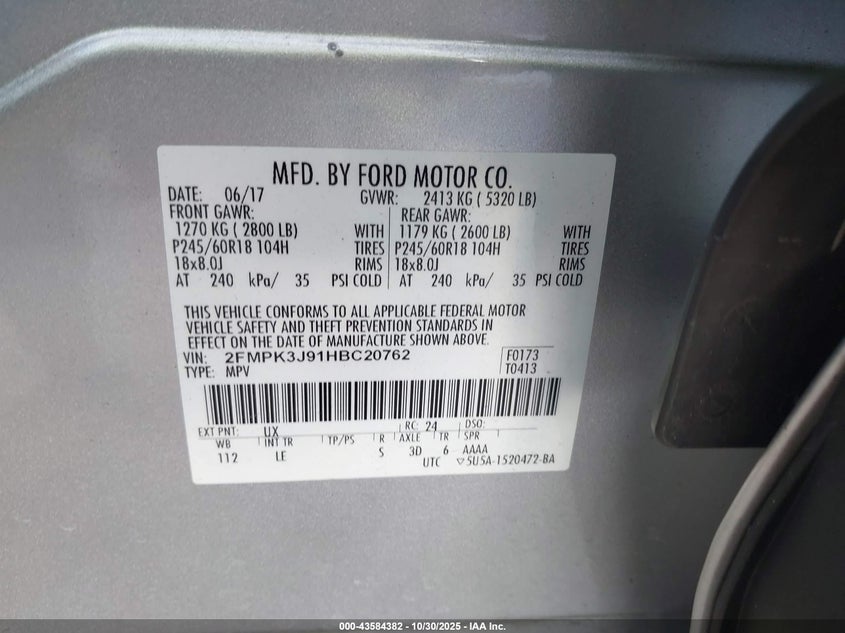 MFD. BY FORD MOTOR CO.
DATE: 06/17 GVWR: 2413 KG ( 5320 LB)
FRONT GAWR: REAR GAWR:
1270 KG ( 2800 LB) WITH 1179 KG ( 2600 LB) WITH
P245/60R18 104H TIRES P245/60R18 104H TIRES
18x8.0J RIMS 18x8.0J RIMS
AT 240 kPa/ 35 PSI COLD AT 240 kPa/ 35 PSI COLD
THIS VEHICLE CONFORMS TO ALL APPLICABLE FEDERAL MOTOR
VEHICLE SAFETY AND THEFT PREVENTION STANDARDS IN
EFFECT ON THE DATE OF MANUFACTURE SHOWN ABOVE.
VIN: 2FMPK3J91HBC20762 F0173
TYPE: MPV T0413
EXT PNT: UX RC: 24 DSO:
WB INT TR TP/PS R AXLE TR SPR
112 LE S 3D 6 AAAA
UTC ▽5U5A-1520472-BA
000-43584382 - 10/30/2025 - IAA Inc.